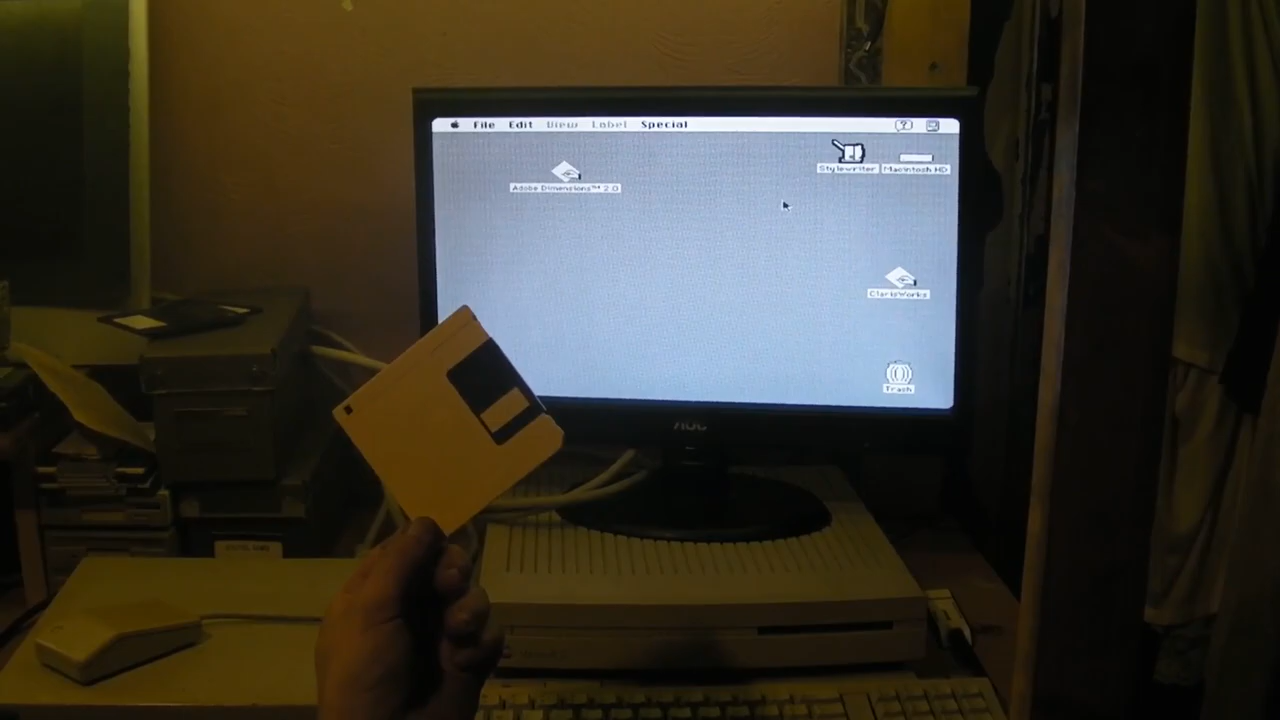 File Edit View Label Special
Adobe Dimensions™ 2.0
Stylewriter
Macintosh HD
ClarisWorks
Trash
AOC